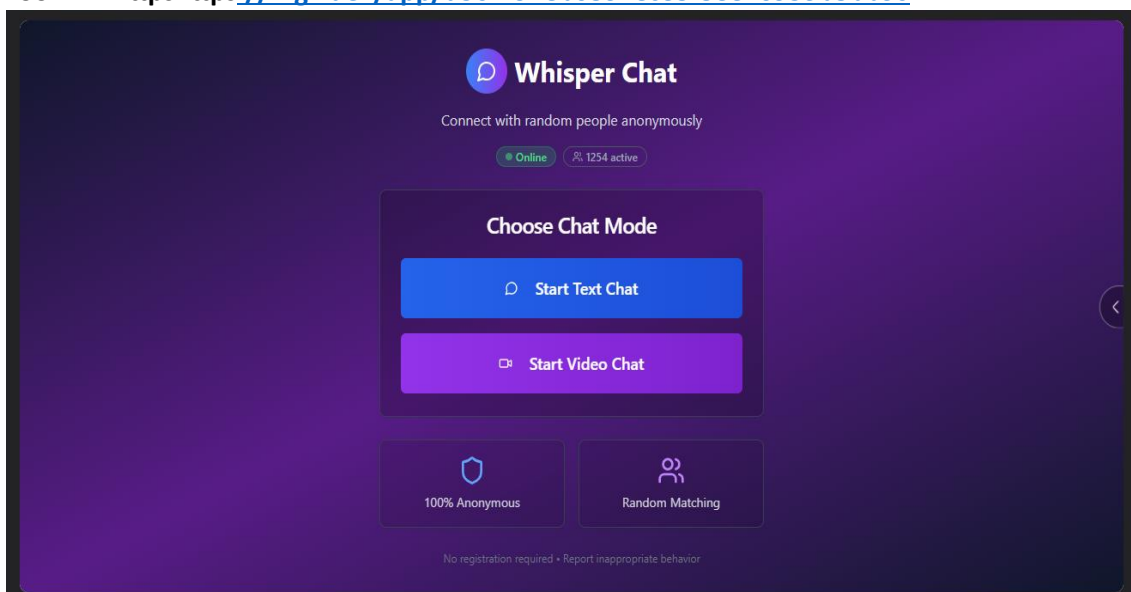 Whisper Chat
Connect with random people anonymously
Online 1254 active
Choose Chat Mode
Start Text Chat
Start Video Chat
100% Anonymous Random Matching
No registration required • Report inappropriate behavior